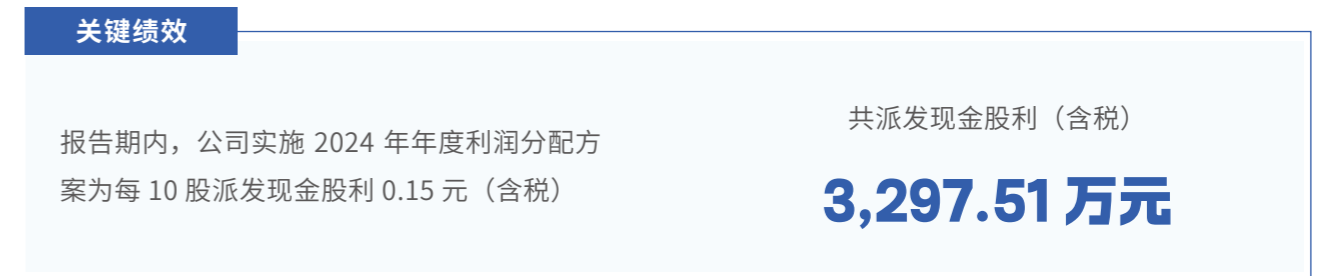 关键绩效
报告期内，公司实施 2024 年年度利润分配方
案为每 10 股派发现金股利 0.15 元（含税）
共派发现金股利（含税）
3,297.51 万元